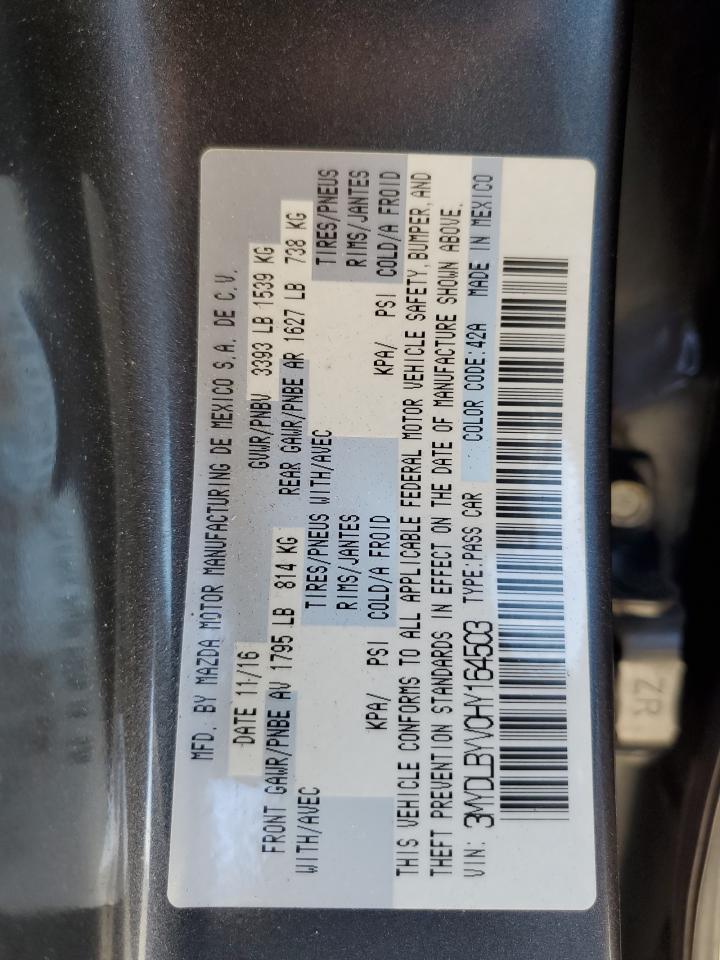 MFD. BY MAZDA MOTOR MANUFACTURING DE MEXICO S.A. DE C.V.
DATE 11/16 GVWR/PNBV 3393 LB 1539 KG
FRONT GAWR/PNBE AV 1795 LB 814 KG REAR GAWR/PNBE AR 1627 LB 738 KG
WITH/AVEC TIRES/PNEUS WITH/AVEC TIRES/PNEUS
RIMS/JANTES RIMS/JANTES
KPA/ PSI COLD/A FROID KPA/ PSI COLD/A FROID
THIS VEHICLE CONFORMS TO ALL APPLICABLE FEDERAL MOTOR VEHICLE SAFETY, BUMPER, AND
THEFT PREVENTION STANDARDS IN EFFECT ON THE DATE OF MANUFACTURE SHOWN ABOVE.
VIN: 3MYDLBYV0HY164503 TYPE:PASS CAR COLOR CODE:42A MADE IN MEXICO
ZR